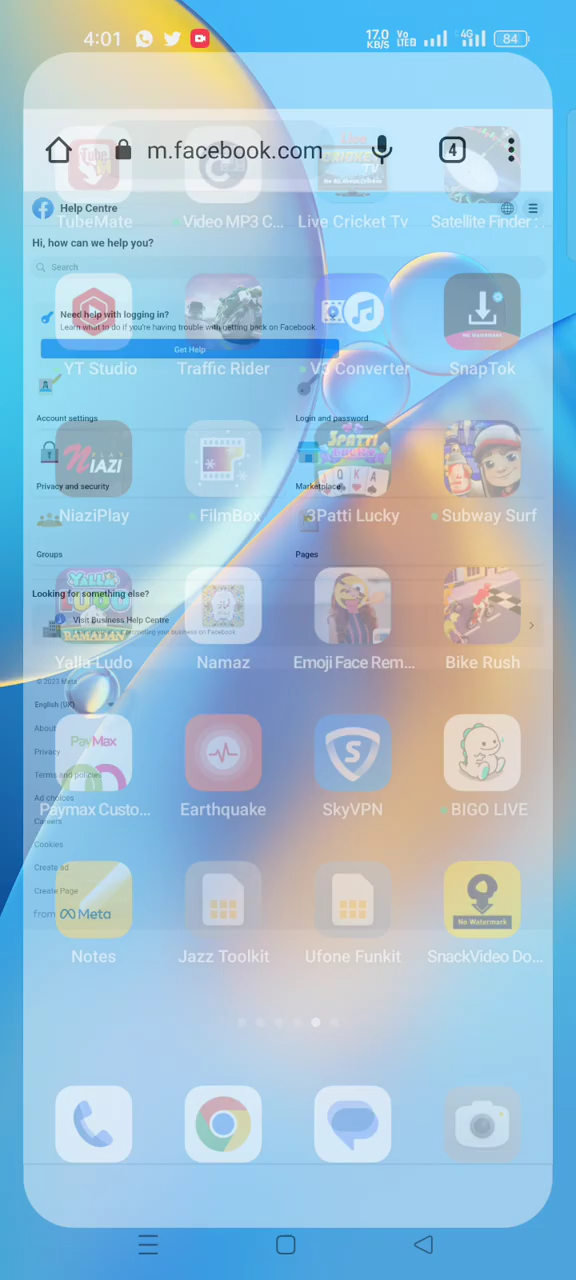 4:01
17.0 KB/S
Vo LTE 2
4G
84
m.facebook.com
4
TubeMate
Video MP3 C...
Live Cricket Tv
Satellite Finder :..
Help Centre
Hi, how can we help you?
Search
Need help with logging in?
Learn what to do if you're having trouble with getting back on Facebook.
Get Help
YT Studio
Traffic Rider
V3 Converter
SnapTok
Account settings
Login and password
Privacy and security
Marketplace
NiaziPlay
FilmBox
3Patti Lucky
Subway Surf
Groups
Pages
Looking for something else?
Visit Business Help Centre
promoting your business on Facebook
Yalla Ludo
Namaz
Emoji Face Rem...
Bike Rush
© 2023 Meta
English (UK)
About
PayMax
Privacy
Terms and policies
Ad choices
Paymax Custo...
Earthquake
SkyVPN
BIGO LIVE
Careers
Cookies
Create ad
Create Page
from Meta
No Watermark
Notes
Jazz Toolkit
Ufone Funkit
SnackVideo Do...